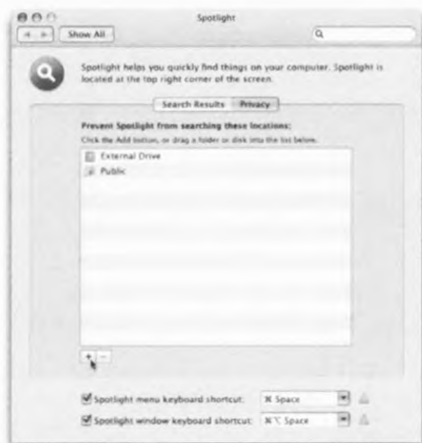 Spotlight
Show All
Spotlight helps you quickly find things on your computer. Spotlight is
located at the top right corner of the screen.
Search Results Privacy
Prevent Spotlight from searching these locations:
Click the Add button, or drag a folder or disk into the list below.
External Drive
Public
+ −
Spotlight menu keyboard shortcut: ⌘ Space
Spotlight window keyboard shortcut: ⌘⌥ Space